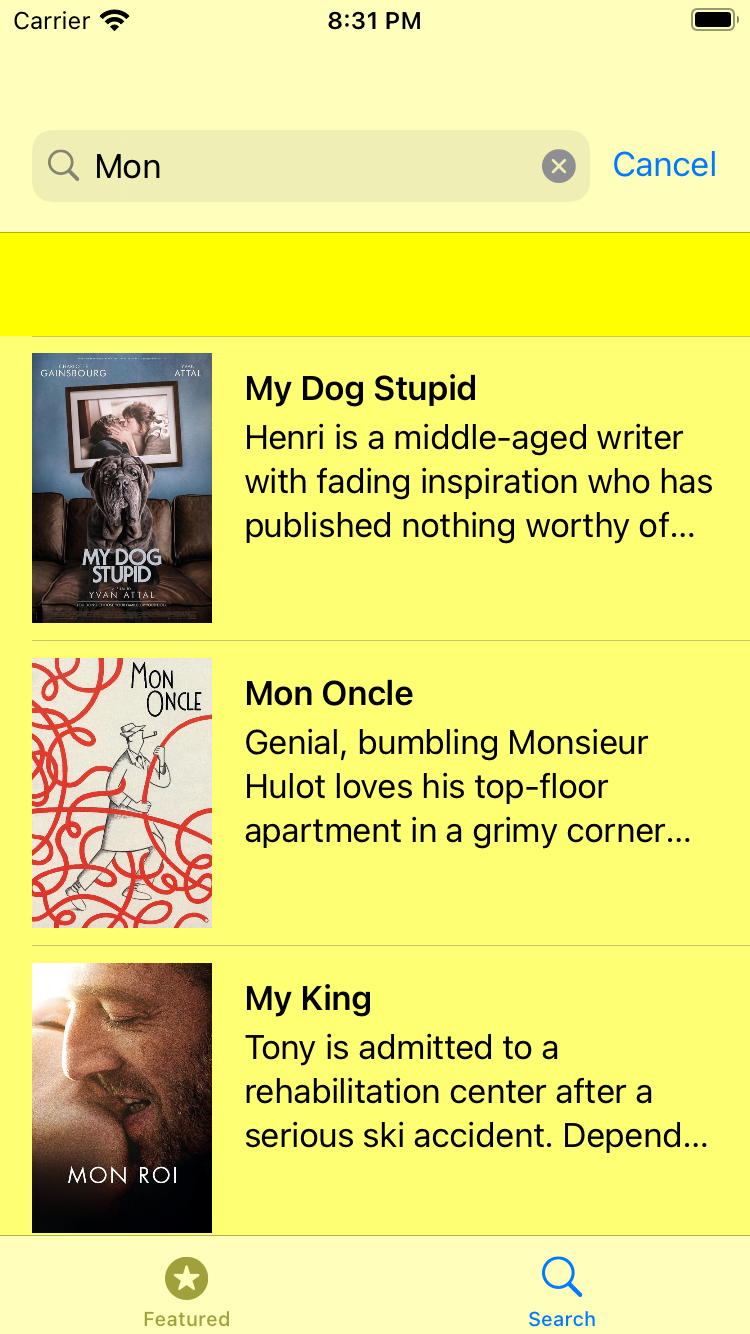 Carrier 8:31 PM
Mon Cancel
GAINSBOURG ATTAL
MY DOG
STUPID
YVAN ATTAL
My Dog Stupid
Henri is a middle-aged writer
with fading inspiration who has
published nothing worthy of...
MON
ONCLE
Mon Oncle
Genial, bumbling Monsieur
Hulot loves his top-floor
apartment in a grimy corner...
MON ROI
My King
Tony is admitted to a
rehabilitation center after a
serious ski accident. Depend...
Featured Search